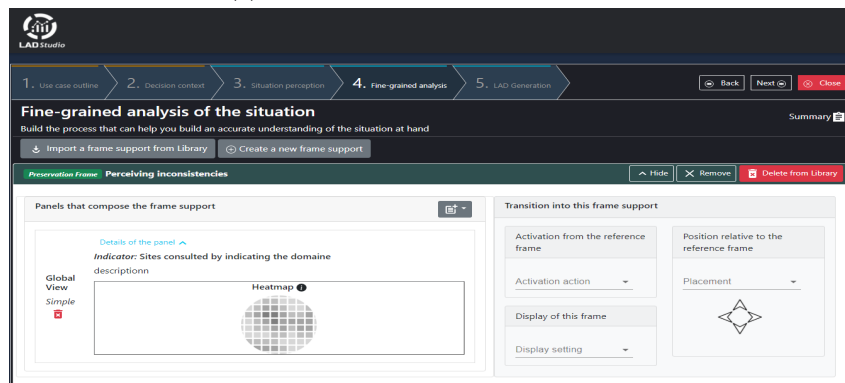 LAD Studio
1. Use case outline
2. Decision context
3. Situation perception
4. Fine-grained analysis
5. LAD Generation
Back
Next
Close
Fine-grained analysis of the situation
Summary
Build the process that can help you build an accurate understanding of the situation at hand
Import a frame support from Library
Create a new frame support
Preservation Frame Perceiving inconsistencies
Hide
Remove
Delete from Library
Panels that compose the frame support
Details of the panel
Indicator: Sites consulted by indicating the domaine
descriptionn
Global
View
Simple
Heatmap
Transition into this frame support
Activation from the reference
frame
Activation action
Display of this frame
Display setting
Position relative to the
reference frame
Placement